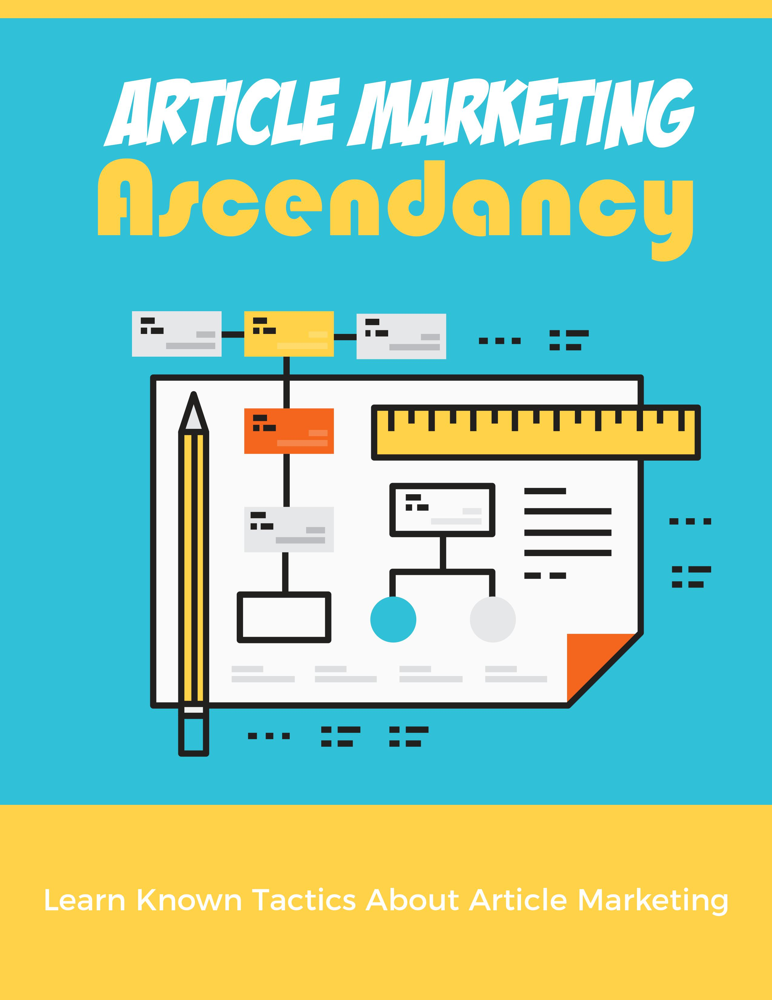 ARTICLE MARKETING
Ascendancy
Learn Known Tactics About Article Marketing